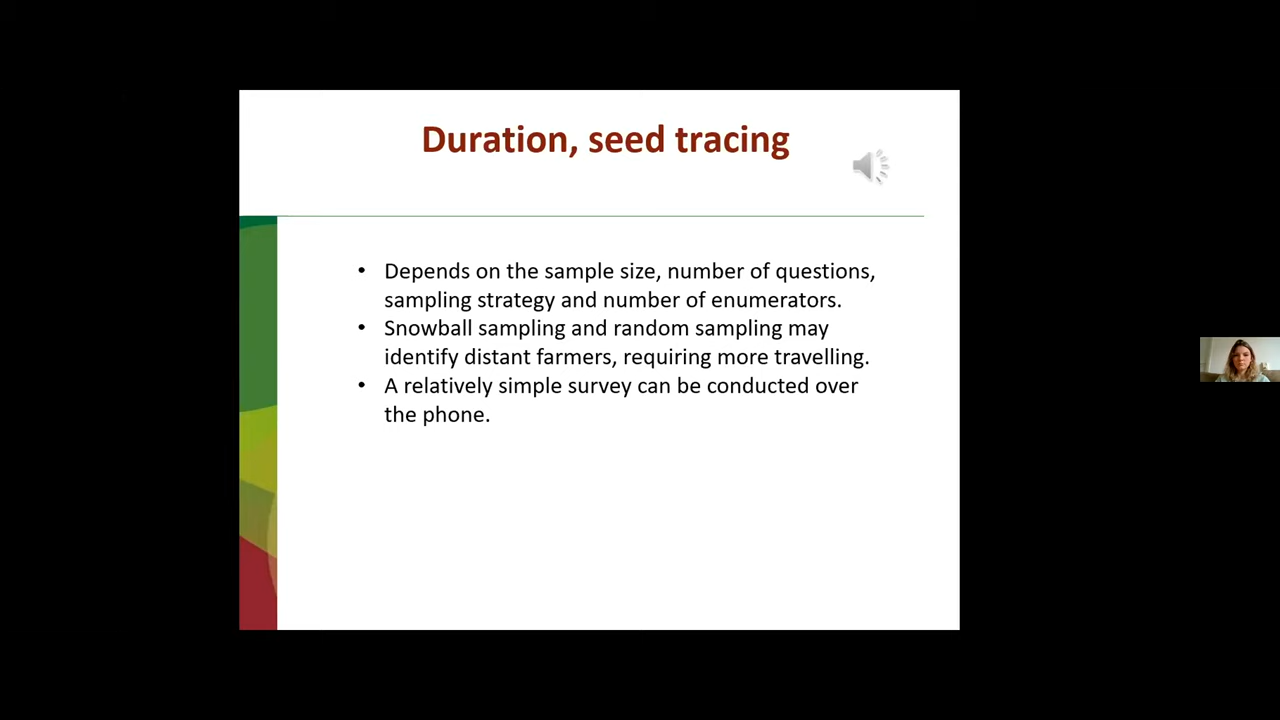 Duration, seed tracing
• Depends on the sample size, number of questions,
sampling strategy and number of enumerators.
• Snowball sampling and random sampling may
identify distant farmers, requiring more travelling.
• A relatively simple survey can be conducted over
the phone.